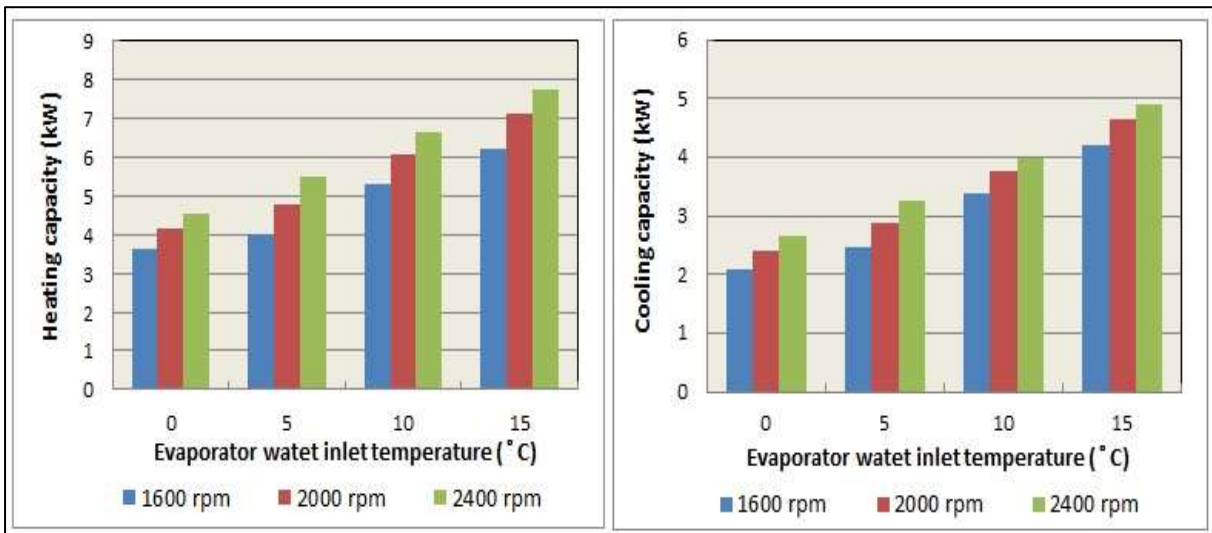 9
8
7
6
5
4
3
2
1
0
Heating capacity (kW)
0 5 10 15
Evaporator watet inlet temperature (˚C)
1600 rpm 2000 rpm 2400 rpm
6
5
4
3
2
1
0
Cooling capacity (kW)
0 5 10 15
Evaporator watet inlet temperature (˚C)
1600 rpm 2000 rpm 2400 rpm